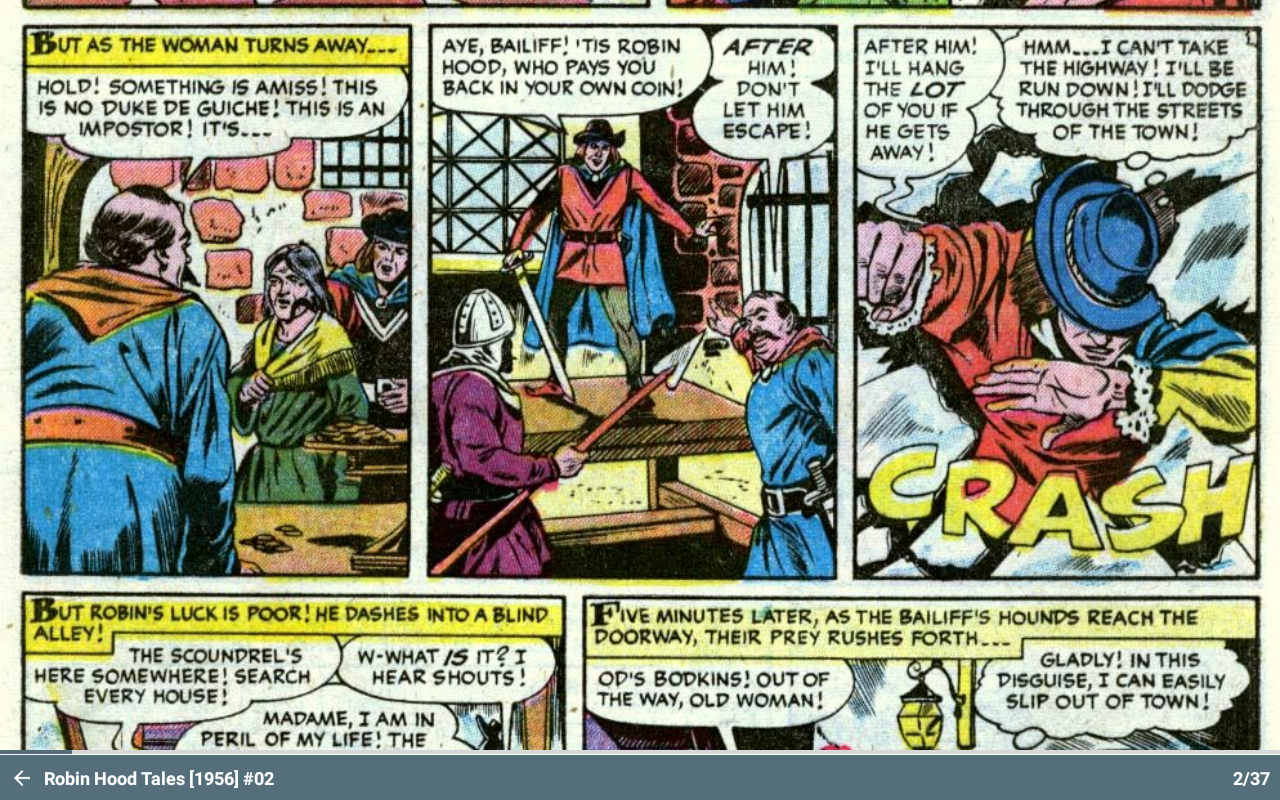 BUT AS THE WOMAN TURNS AWAY...
HOLD! SOMETHING IS AMISS! THIS
IS NO DUKE DE GUICHE! THIS IS AN
IMPOSTOR! IT'S...
AYE, BAILIFF! 'TIS ROBIN
HOOD, WHO PAYS YOU
BACK IN YOUR OWN COIN!
AFTER
HIM!
DON'T
LET HIM
ESCAPE!
AFTER HIM!
I'LL HANG
THE LOT
OF YOU IF
HE GETS
AWAY!
HMM...I CAN'T TAKE
THE HIGHWAY! I'LL BE
RUN DOWN! I'LL DODGE
THROUGH THE STREETS
OF THE TOWN!
CRASH
BUT ROBIN'S LUCK IS POOR! HE DASHES INTO A BLIND
ALLEY!
THE SCOUNDREL'S
HERE SOMEWHERE! SEARCH
EVERY HOUSE!
W-WHAT IS IT? I
HEAR SHOUTS!
MADAME, I AM IN
PERIL OF MY LIFE! THE
FIVE MINUTES LATER, AS THE BAILIFF'S HOUNDS REACH THE
DOORWAY, THEIR PREY RUSHES FORTH...
OD'S BODKINS! OUT OF
THE WAY, OLD WOMAN!
GLADLY! IN THIS
DISGUISE, I CAN EASILY
SLIP OUT OF TOWN!
Robin Hood Tales [1956] #02
2/37